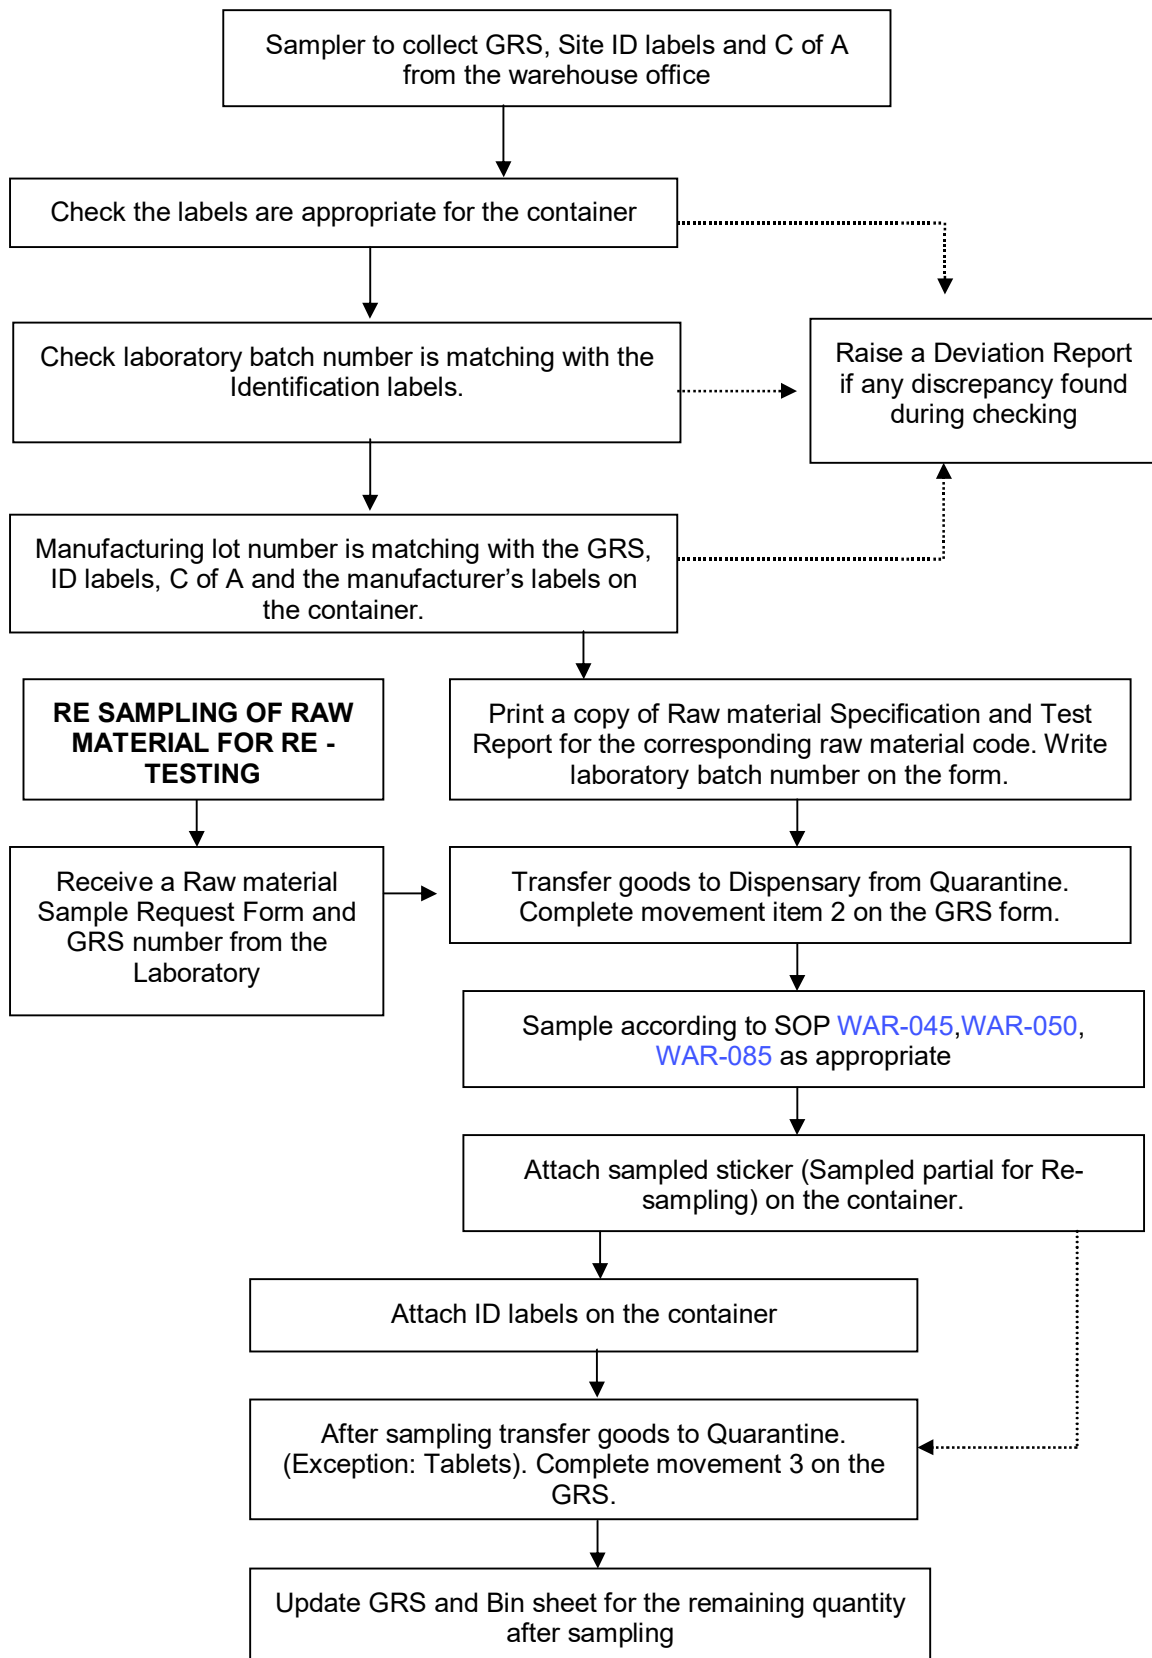 Sampler to collect GRS, Site ID labels and C of A
from the warehouse office
Check the labels are appropriate for the container
Check laboratory batch number is matching with the
Identification labels.
Raise a Deviation Report
if any discrepancy found
during checking
Manufacturing lot number is matching with the GRS,
ID labels, C of A and the manufacturer’s labels on
the container.
RE SAMPLING OF RAW
MATERIAL FOR RE -
TESTING
Print a copy of Raw material Specification and Test
Report for the corresponding raw material code. Write
laboratory batch number on the form.
Receive a Raw material
Sample Request Form and
GRS number from the
Laboratory
Transfer goods to Dispensary from Quarantine.
Complete movement item 2 on the GRS form.
Sample according to SOP WAR-045,WAR-050,
WAR-085 as appropriate
Attach sampled sticker (Sampled partial for Re-
sampling) on the container.
Attach ID labels on the container
After sampling transfer goods to Quarantine.
(Exception: Tablets). Complete movement 3 on the
GRS.
Update GRS and Bin sheet for the remaining quantity
after sampling